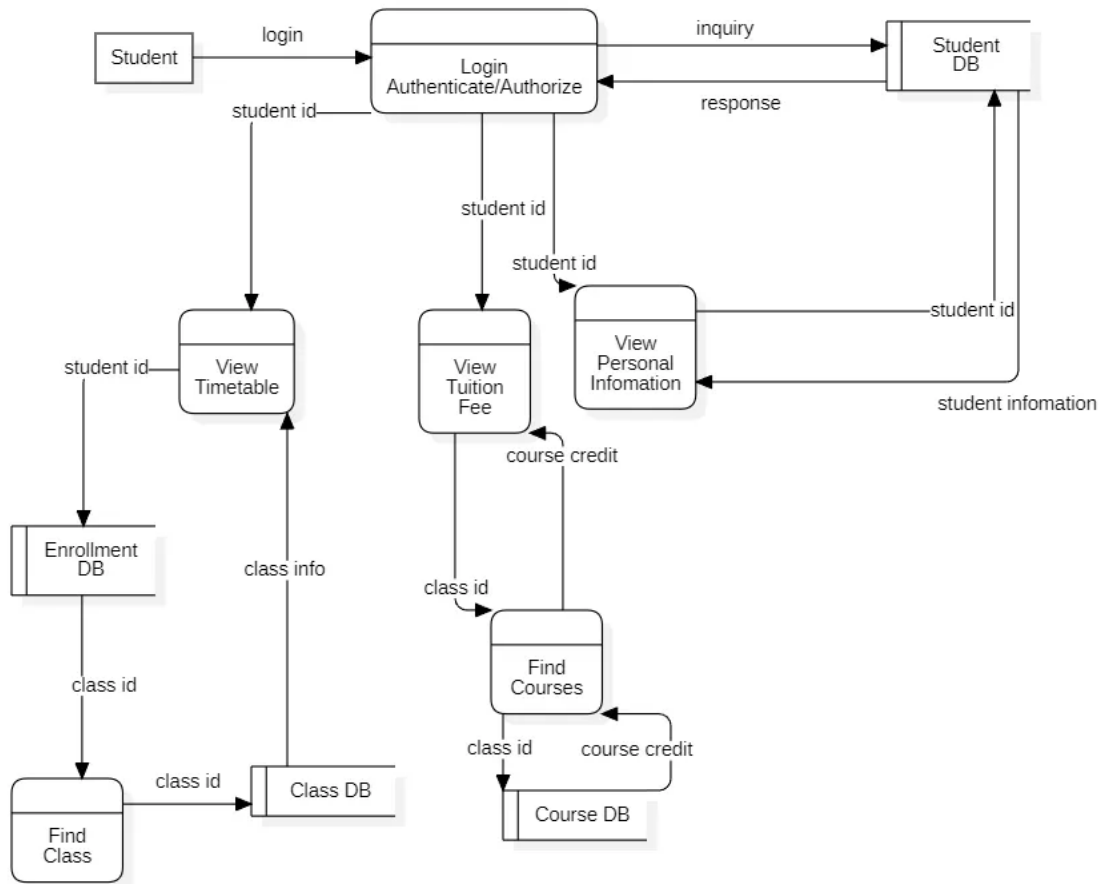 login
inquiry
Student
Login
Authenticate/Authorize
Student
DB
response
student id
student id
student id
student id
View
Timetable
View
Tuition
Fee
View
Personal
Infomation
student id
student infomation
course credit
Enrollment
DB
class info
class id
class id
Find
Courses
class id
course credit
class id
Class DB
Course DB
Find
Class